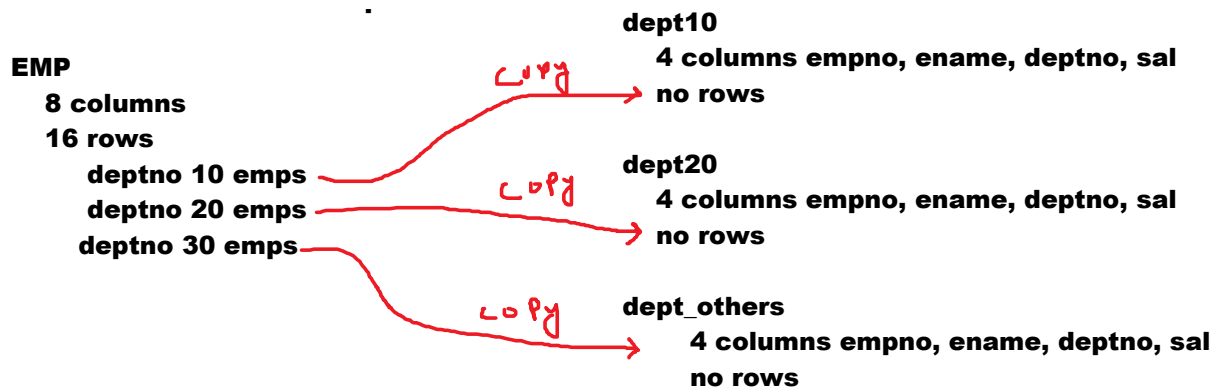 EMP
8 columns
16 rows
deptno 10 emps
deptno 20 emps
deptno 30 emps
copy
copy
copy
dept10
4 columns empno, ename, deptno, sal
no rows
dept20
4 columns empno, ename, deptno, sal
no rows
dept_others
4 columns empno, ename, deptno, sal
no rows